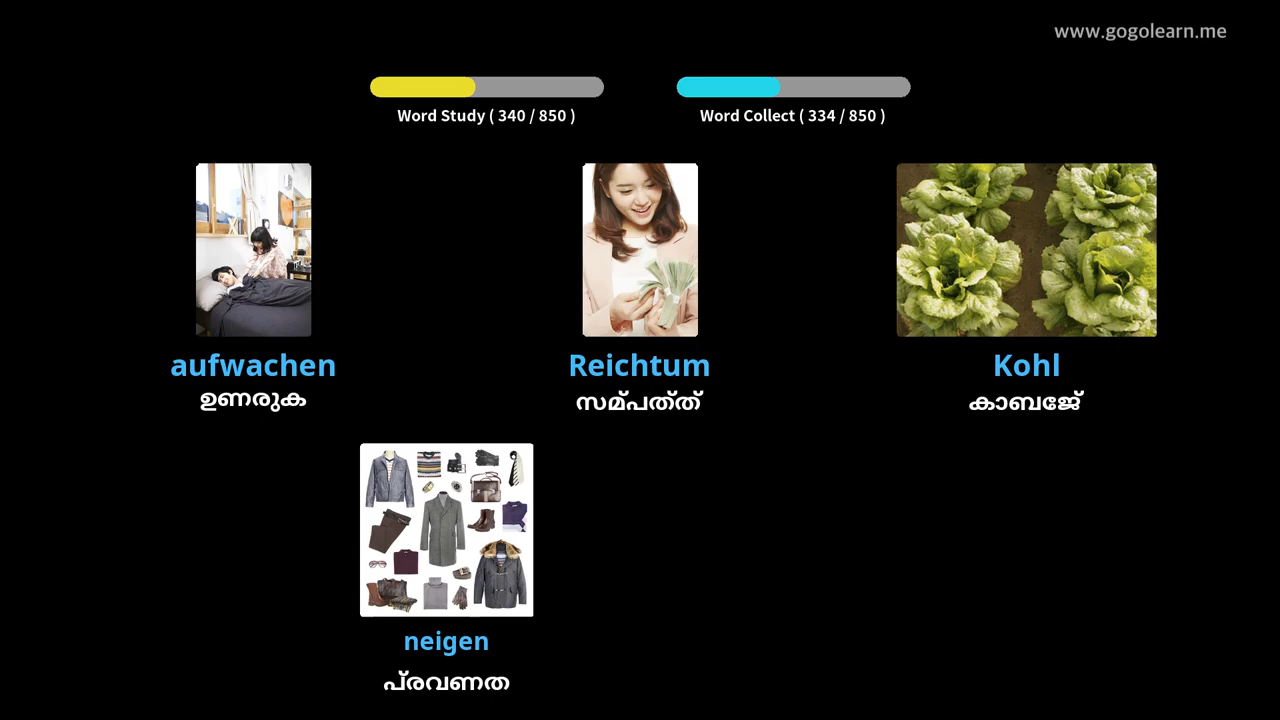 www.gogolearn.me
Word Study ( 340 / 850 )
Word Collect ( 334 / 850 )
aufwachen
Reichtum
Kohl
ഉണരുക
സമ്പത്ത്
കാബജേ്
neigen
പ്രവണത